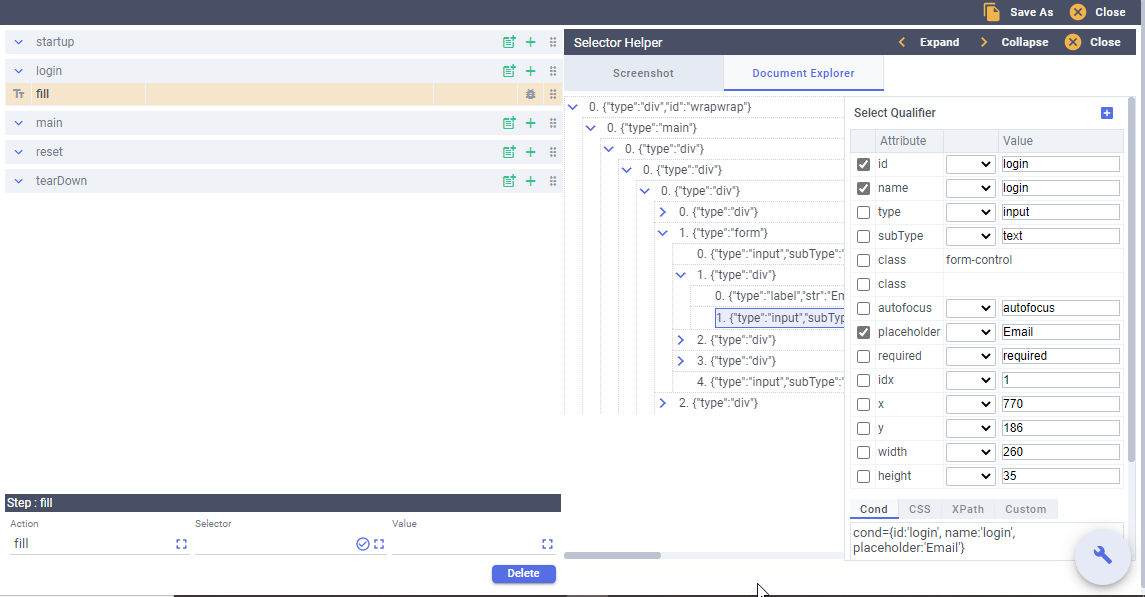 Save As
Close
startup
login
Tт
fill
main
reset
tearDown
Step : fill
Action
Selector
Value
fill
Delete
Selector Helper
Expand
Collapse
Close
Screenshot
Document Explorer
0. {"type":"div","id":"wrapwrap"}
0. {"type":"main"}
0. {"type":"div"}
0. {"type":"div"}
0. {"type":"div"}
0. {"type":"div"}
1. {"type":"form"}
0. {"type":"input","subType":"
1. {"type":"div"}
0. {"type":"label","str":"En
1. {"type":"input","subTyp
2. {"type":"div"}
3. {"type":"div"}
4. {"type":"input","subType":"
2. {"type":"div"}
Select Qualifier
Attribute Value
id login
name login
type input
subType text
class form-control
class
autofocus autofocus
placeholder Email
required required
idx 1
x 770
y 186
width 260
height 35
Cond CSS XPath Custom
cond={id:'login', name:'login',
placeholder:'Email'}